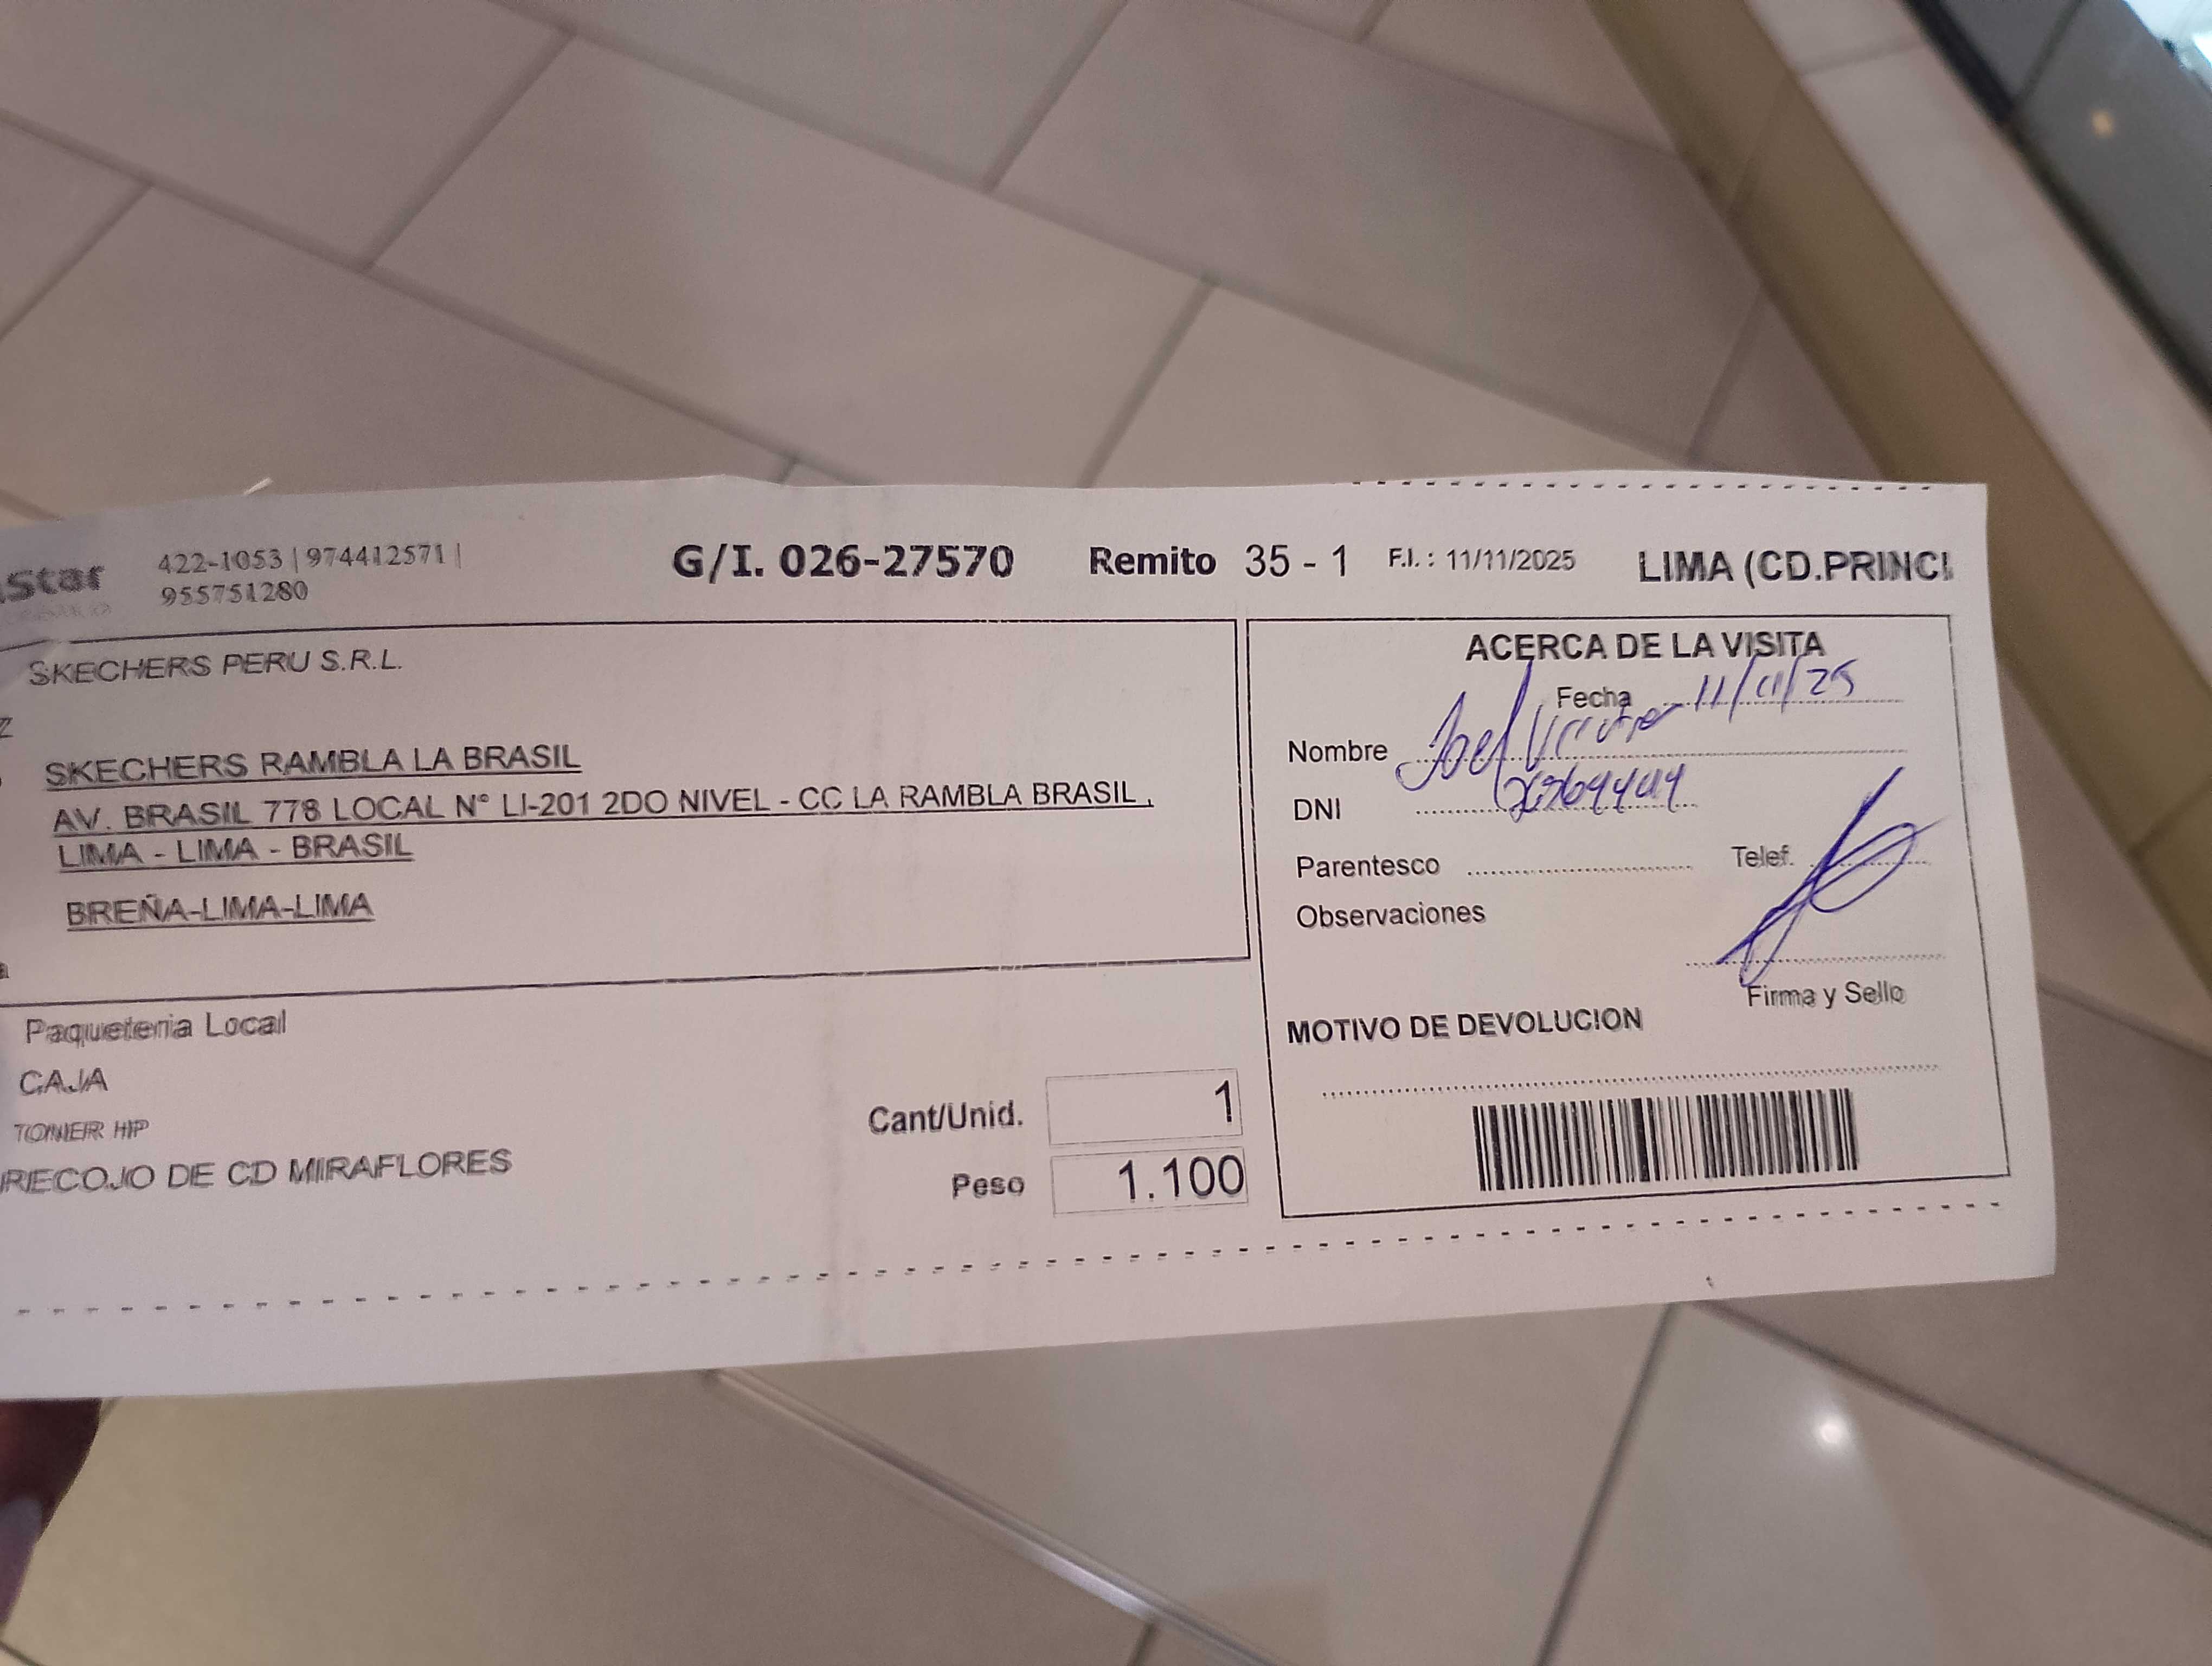 Star
422-1053 | 974412571 |
955751280
G/I. 026-27570 Remito 35 - 1 F.I. : 11/11/2025 LIMA (CD.PRINCI
SKECHERS PERU S.R.L.
SKECHERS RAMBLA LA BRASIL
AV. BRASIL 778 LOCAL N° LI-201 2DO NIVEL - CC LA RAMBLA BRASIL ,
LIMA - LIMA - BRASIL
BREÑA-LIMA-LIMA
Paqueteria Local
CAJA
TONER HP
RECOJO DE CD MIRAFLORES
Cant/Unid. 1
Peso 1.100
ACERCA DE LA VISITA
Fecha 11/11/25
Nombre Joel
DNI
Parentesco Telef.
Observaciones
Firma y Sello
MOTIVO DE DEVOLUCION